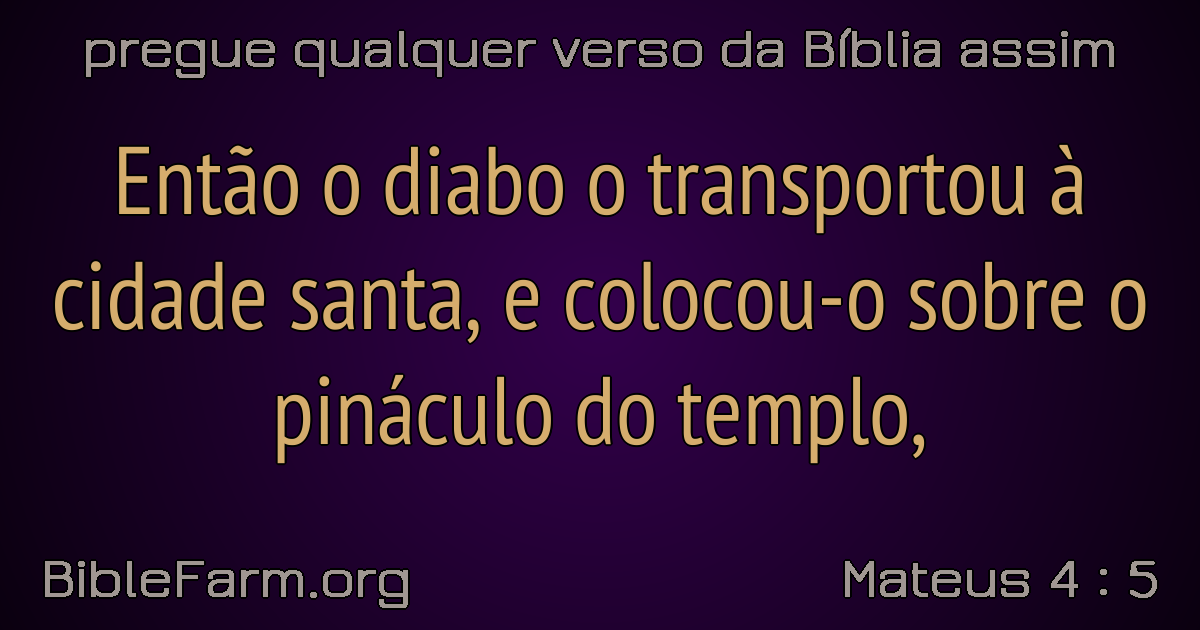 pregue qualquer verso da Bíblia assim
Então o diabo o transportou à
cidade santa, e colocou-o sobre o
pináculo do templo,
BibleFarm.org
Mateus 4 : 5